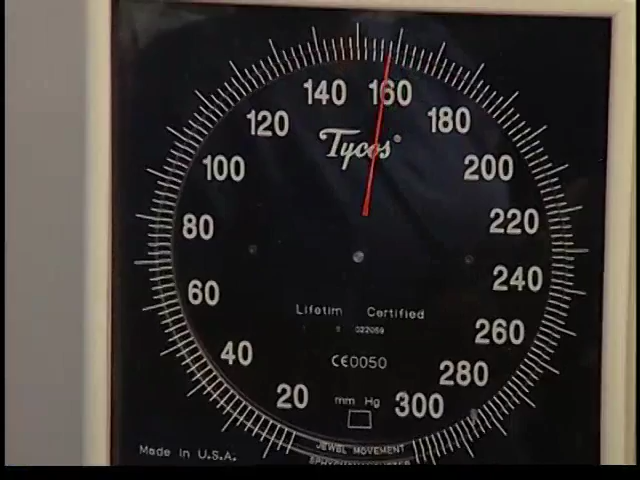 140 160
120 180
Tycos®
100 200
80 220
60 240
Lifetim Certified
022059
260
40 CE0050 280
20 mm Hg 300
JEWEL MOVEMENT
Made in U.S.A.